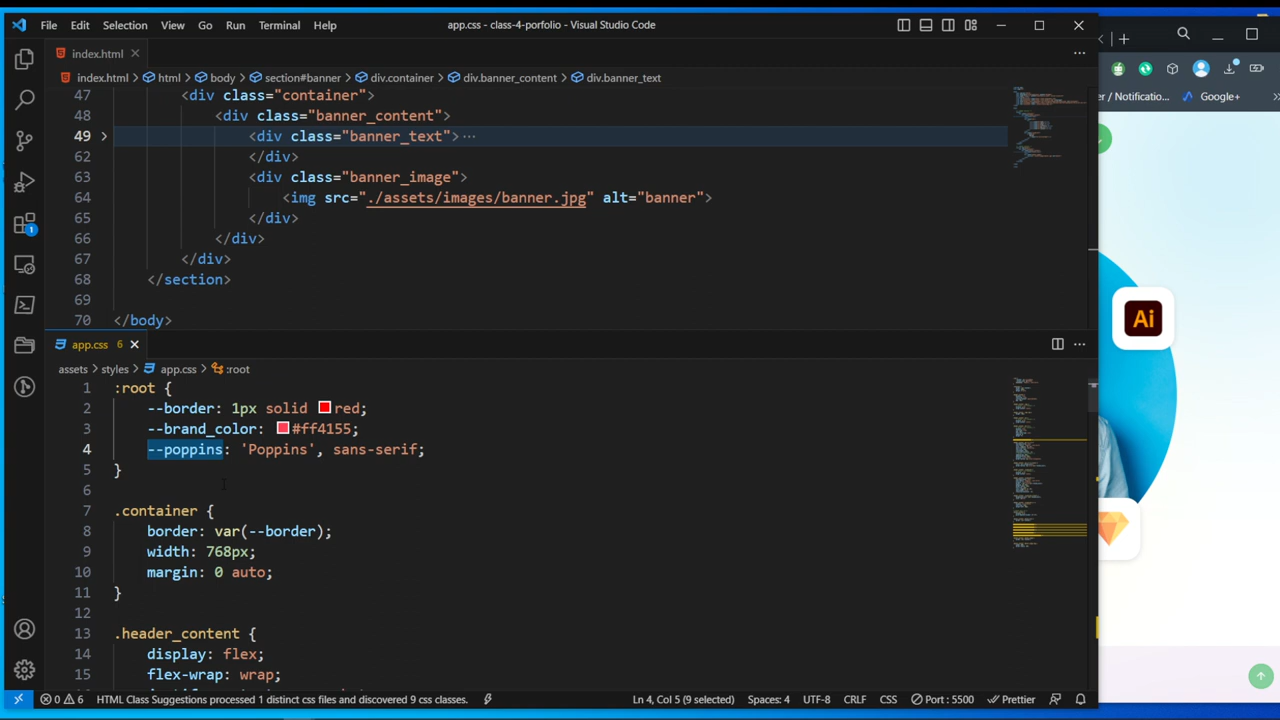 File Edit Selection View Go Run Terminal Help app.css - class-4-porfolio - Visual Studio Code
index.html
index.html > html > body > section#banner > div.container > div.banner_content > div.banner_text
47 <div class="container">
48 <div class="banner_content">
49 <div class="banner_text"> ...
62 </div>
63 <div class="banner_image">
64 <img src="./assets/images/banner.jpg" alt="banner">
65 </div>
66 </div>
67 </div>
68 </section>
69
70 </body>
app.css 6
assets > styles > app.css > :root
1 :root {
2 --border: 1px solid red;
3 --brand_color: #ff4155;
4 --poppins: 'Poppins', sans-serif;
5 }
6
7 .container {
8 border: var(--border);
9 width: 768px;
10 margin: 0 auto;
11 }
12
13 .header_content {
14 display: flex;
15 flex-wrap: wrap;
1
0 6 HTML Class Suggestions processed 1 distinct css files and discovered 9 css classes. Ln 4, Col 5 (9 selected) Spaces: 4 UTF-8 CRLF CSS Port : 5500 Prettier
er / Notificatio... Google+
Ai